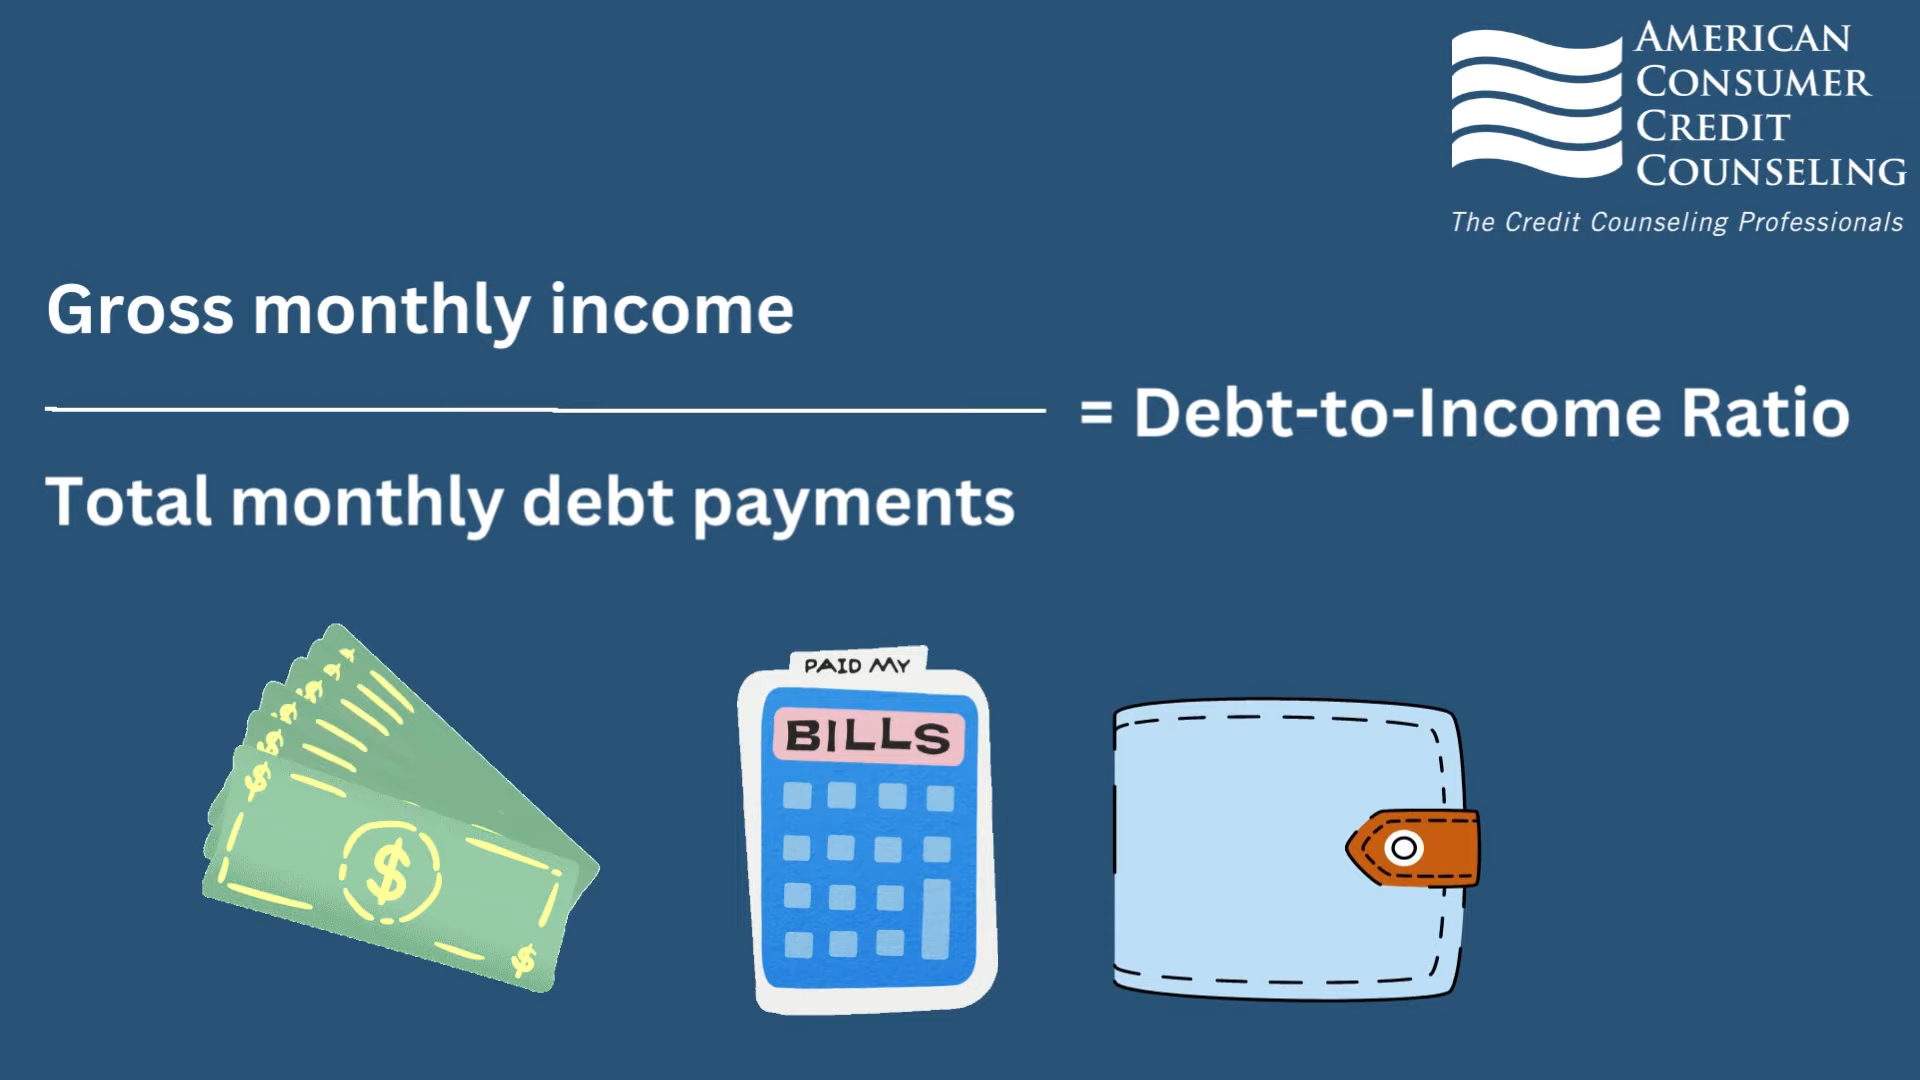 AMERICAN
CONSUMER
CREDIT
COUNSELING
The Credit Counseling Professionals
Gross monthly income
= Debt-to-Income Ratio
Total monthly debt payments
PAID MY
BILLS
$
$
$
$
$
$
$
$